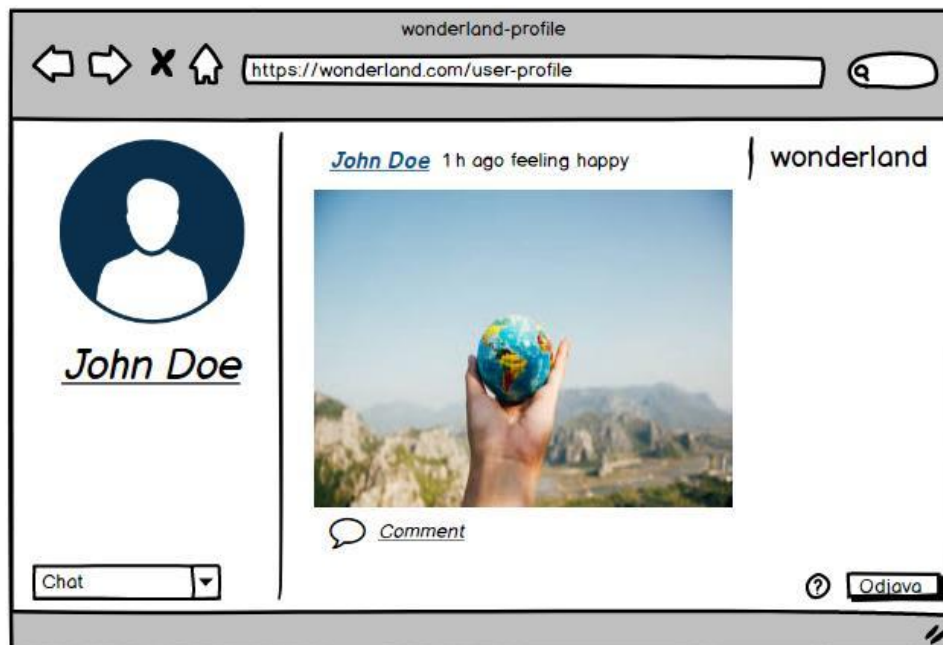 wonderland-profile
https://wonderland.com/user-profile
John Doe
Chat
John Doe 1 h ago feeling happy
Comment
wonderland
?
Odjava